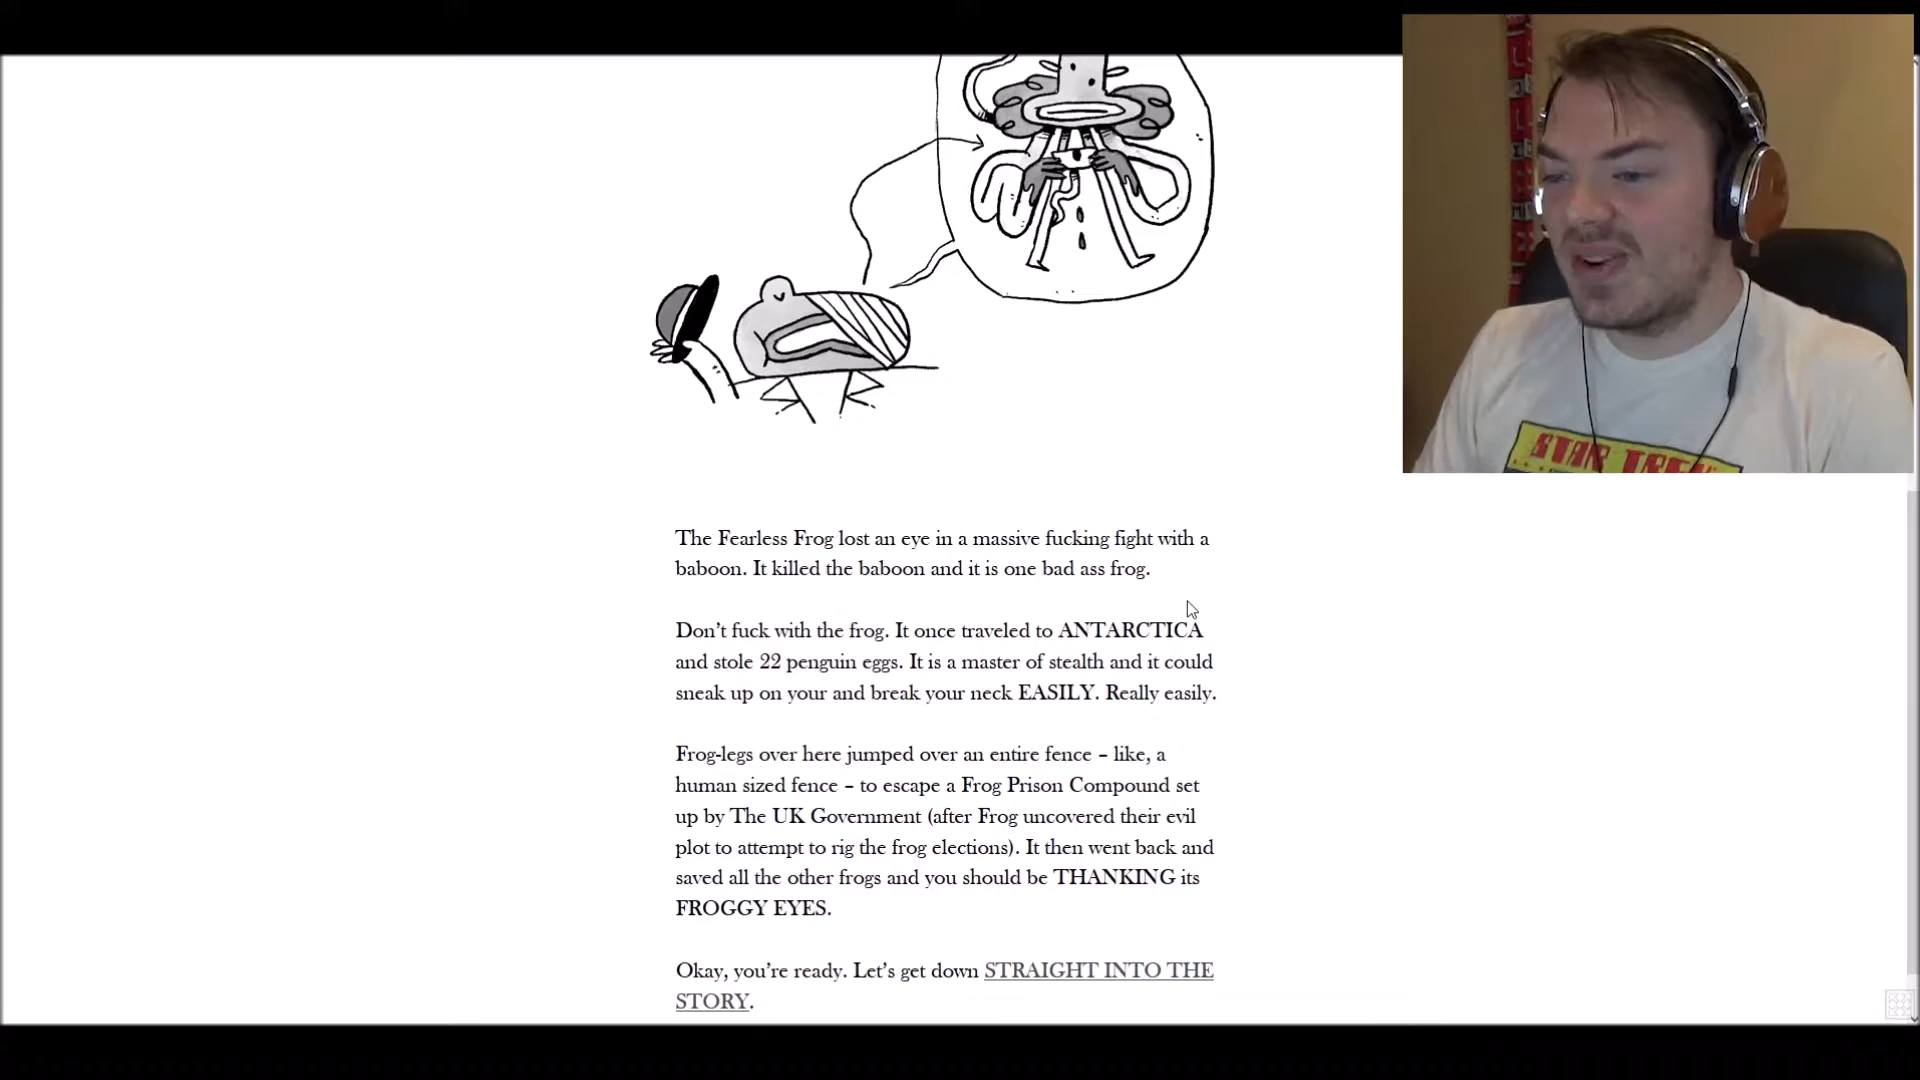 STAR TREK
The Fearless Frog lost an eye in a massive fucking fight with a
baboon. It killed the baboon and it is one bad ass frog.
Don't fuck with the frog. It once traveled to ANTARCTICA
and stole 22 penguin eggs. It is a master of stealth and it could
sneak up on your and break your neck EASILY. Really easily.
Frog-legs over here jumped over an entire fence – like, a
human sized fence – to escape a Frog Prison Compound set
up by The UK Government (after Frog uncovered their evil
plot to attempt to rig the frog elections). It then went back and
saved all the other frogs and you should be THANKING its
FROGGY EYES.
Okay, you're ready. Let's get down STRAIGHT INTO THE
STORY.